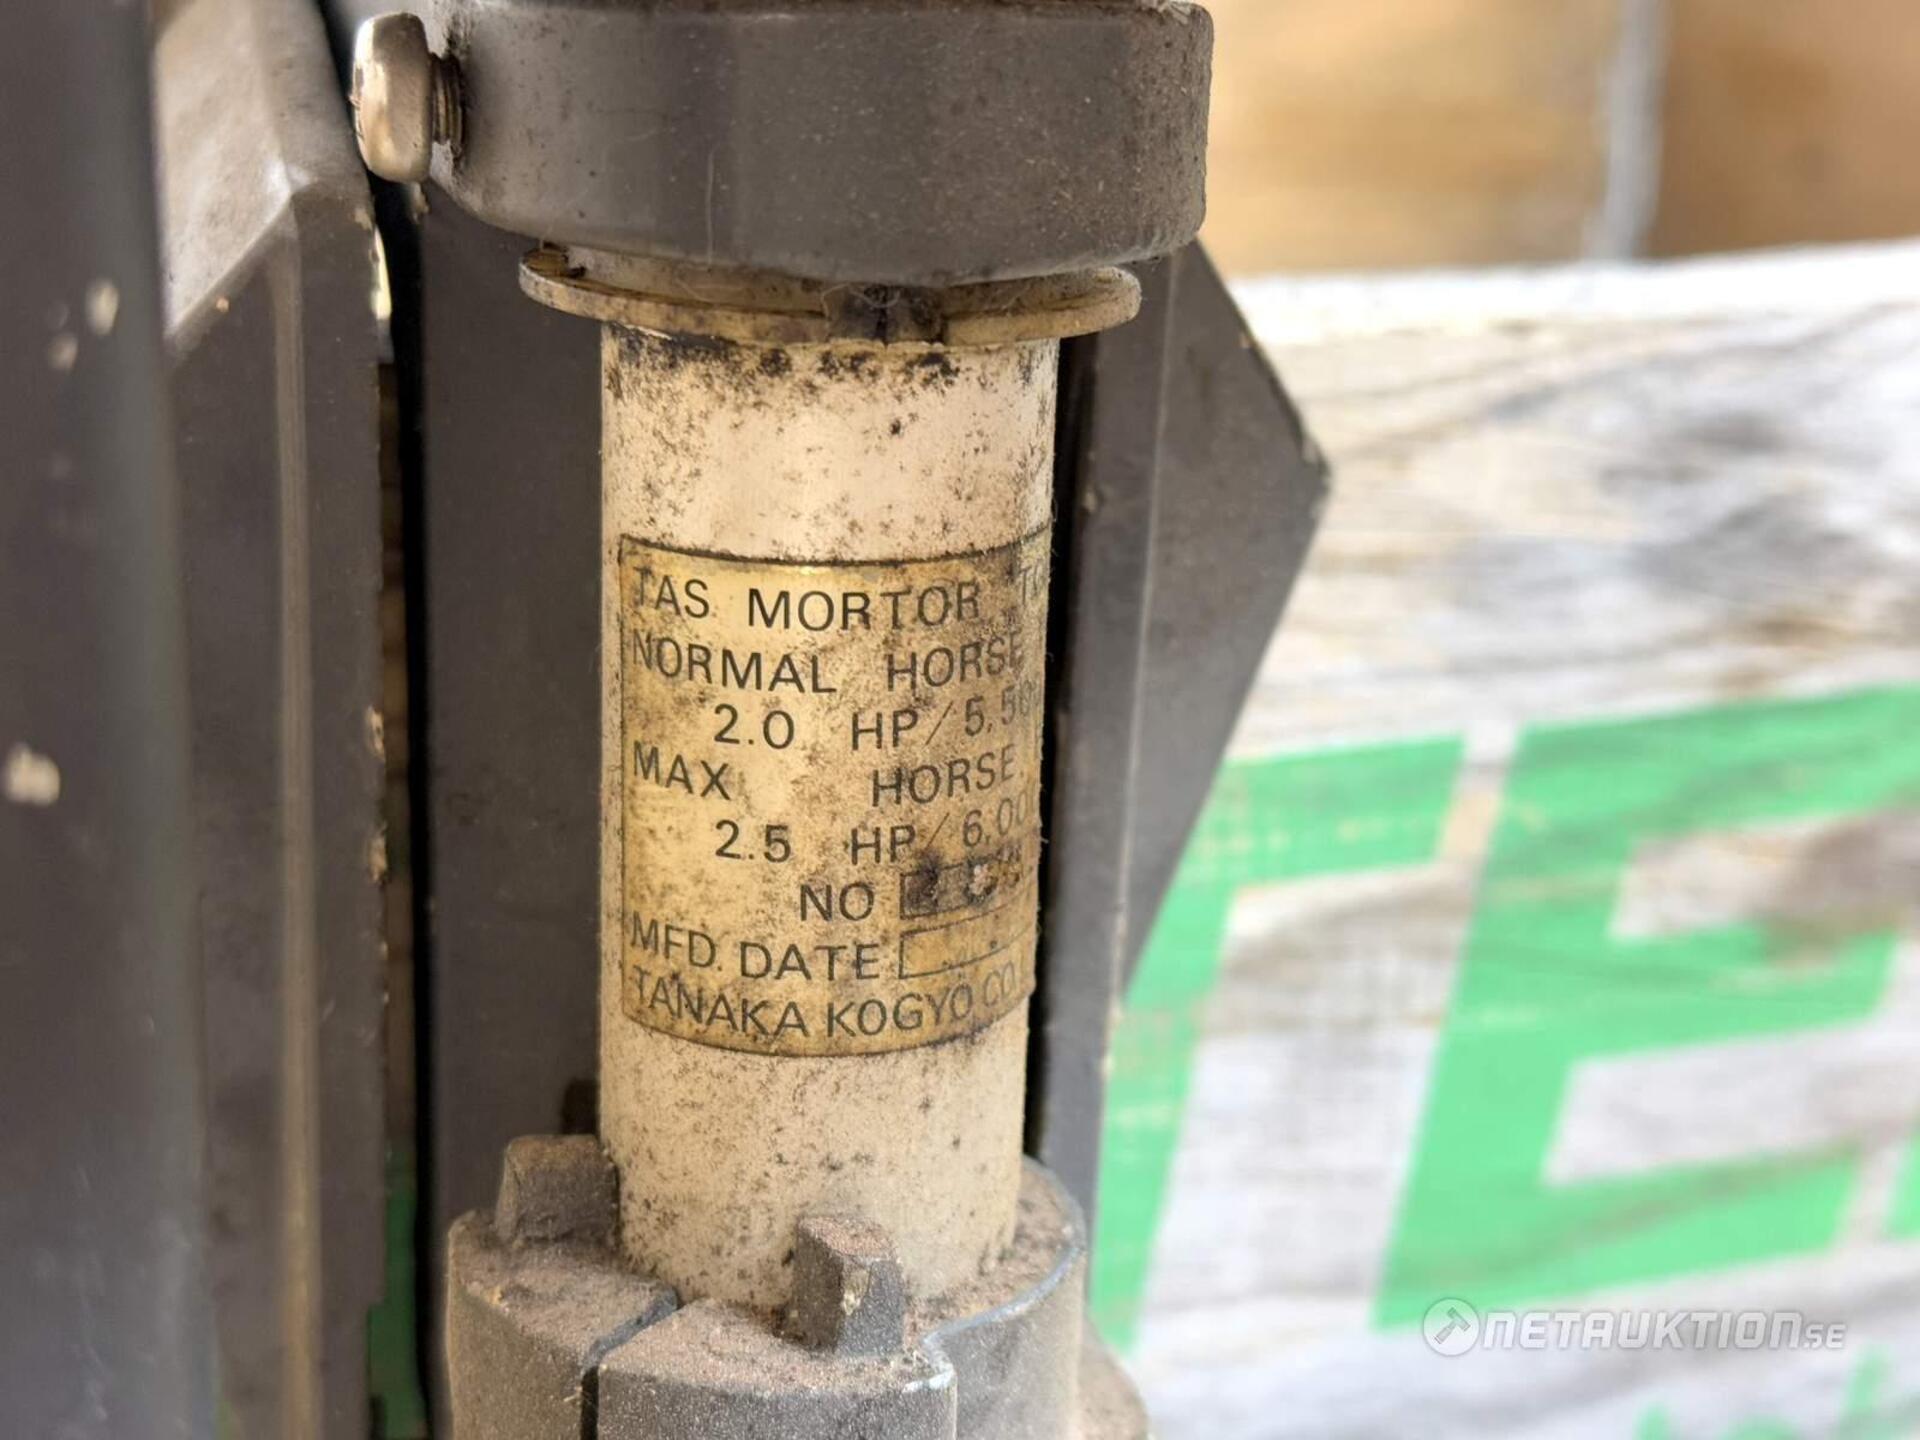 TAS MORTOR
NORMAL HORSE
2.0 HP/5,50
MAX HORSE.
2.5 HP/6,00
NO
MFD. DATE
TANAKA KOGYO CO.
NETAUKTION.SE